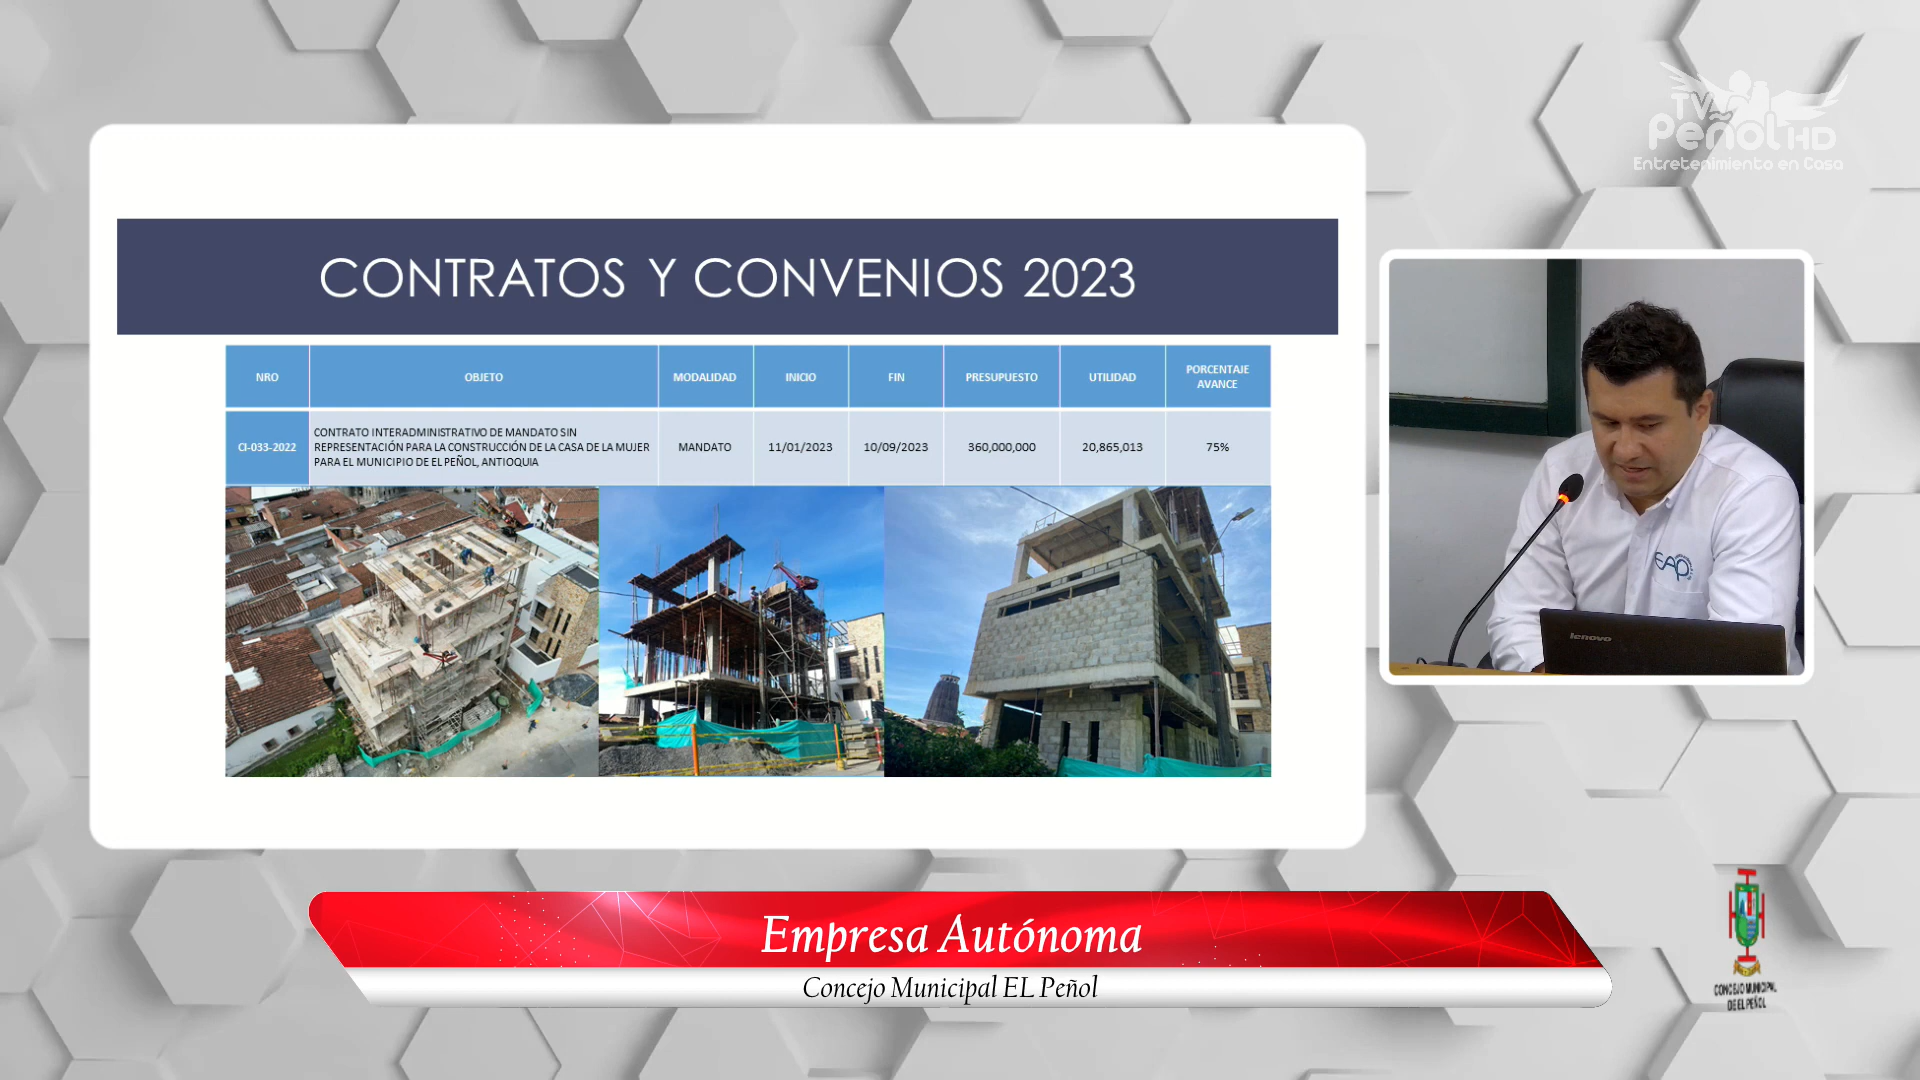 TV
Peñol HD
Entretenimiento en Casa
CONTRATOS Y CONVENIOS 2023
NRO
OBJETO
MODALIDAD
INICIO
FIN
PRESUPUESTO
UTILIDAD
PORCENTAJE
AVANCE
CI-033-2022
CONTRATO INTERADMINISTRATIVO DE MANDATO SIN
REPRESENTACIÓN PARA LA CONSTRUCCIÓN DE LA CASA DE LA MUJER
PARA EL MUNICIPIO DE EL PEÑOL, ANTIOQUIA
MANDATO
11/01/2023
10/09/2023
360,000,000
20,865,013
75%
EAP
lenovo
Empresa Autónoma
Concejo Municipal EL Peñol
CONCEJO MUNICIPAL
DE EL PEÑOL